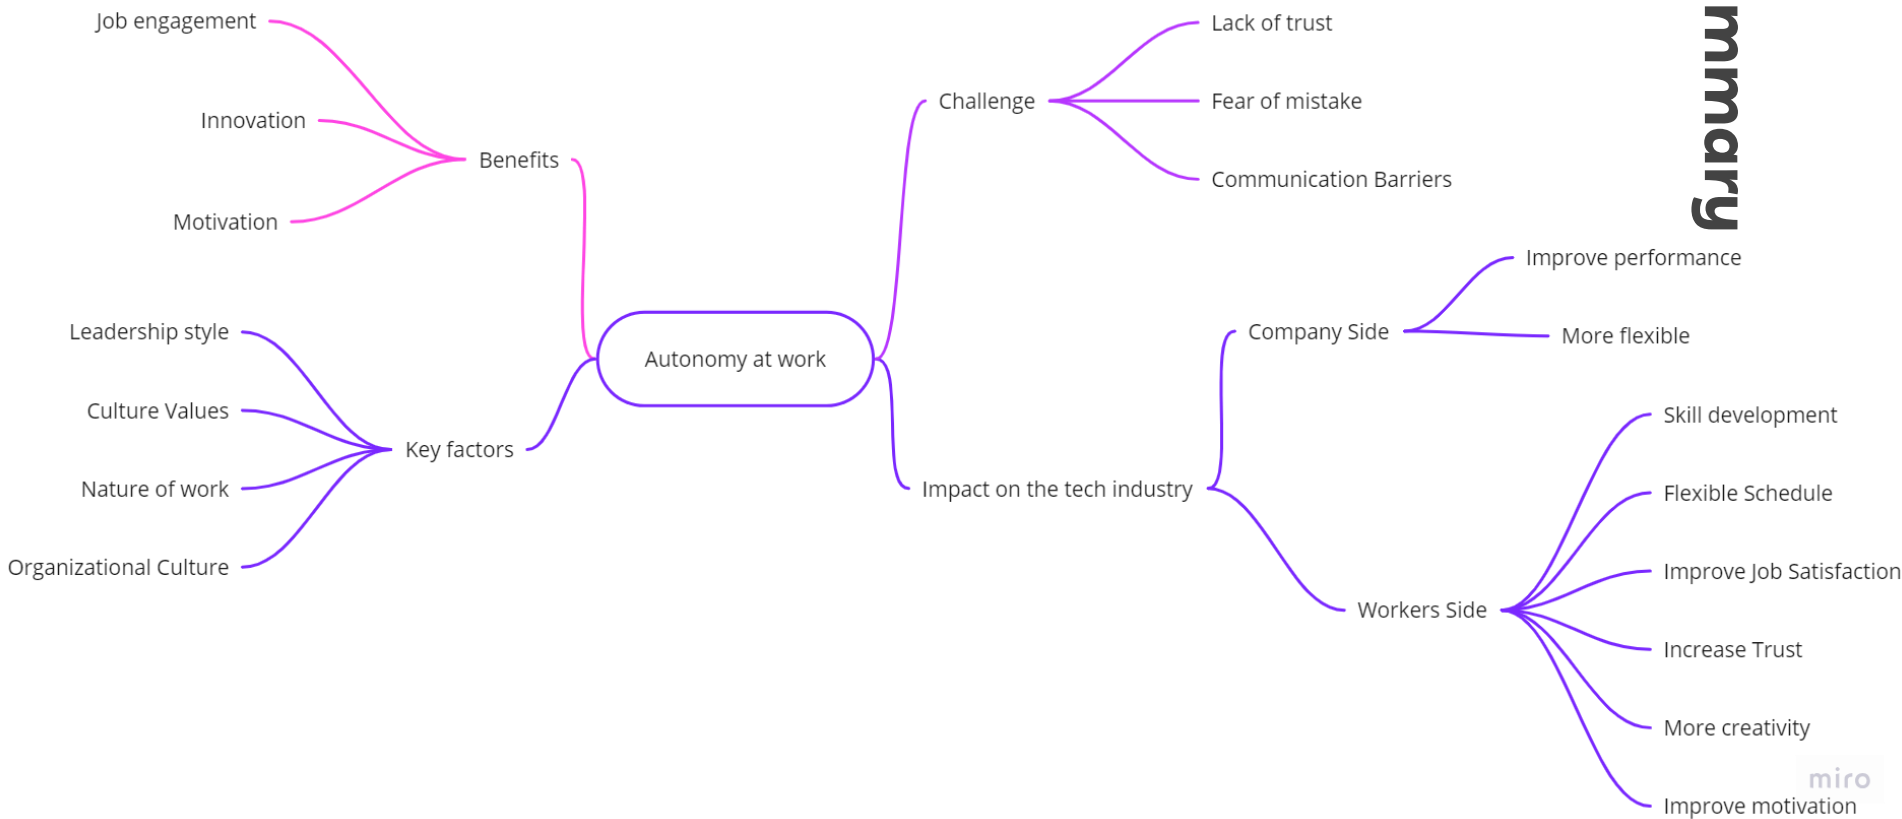 Job engagement
Innovation
Motivation
Benefits
Leadership style
Culture Values
Nature of work
Organizational Culture
Key factors
Autonomy at work
Challenge
Lack of trust
Fear of mistake
Communication Barriers
Impact on the tech industry
Company Side
Improve performance
More flexible
Workers Side
Skill development
Flexible Schedule
Improve Job Satisfaction
Increase Trust
More creativity
Improve motivation
mmary
miro